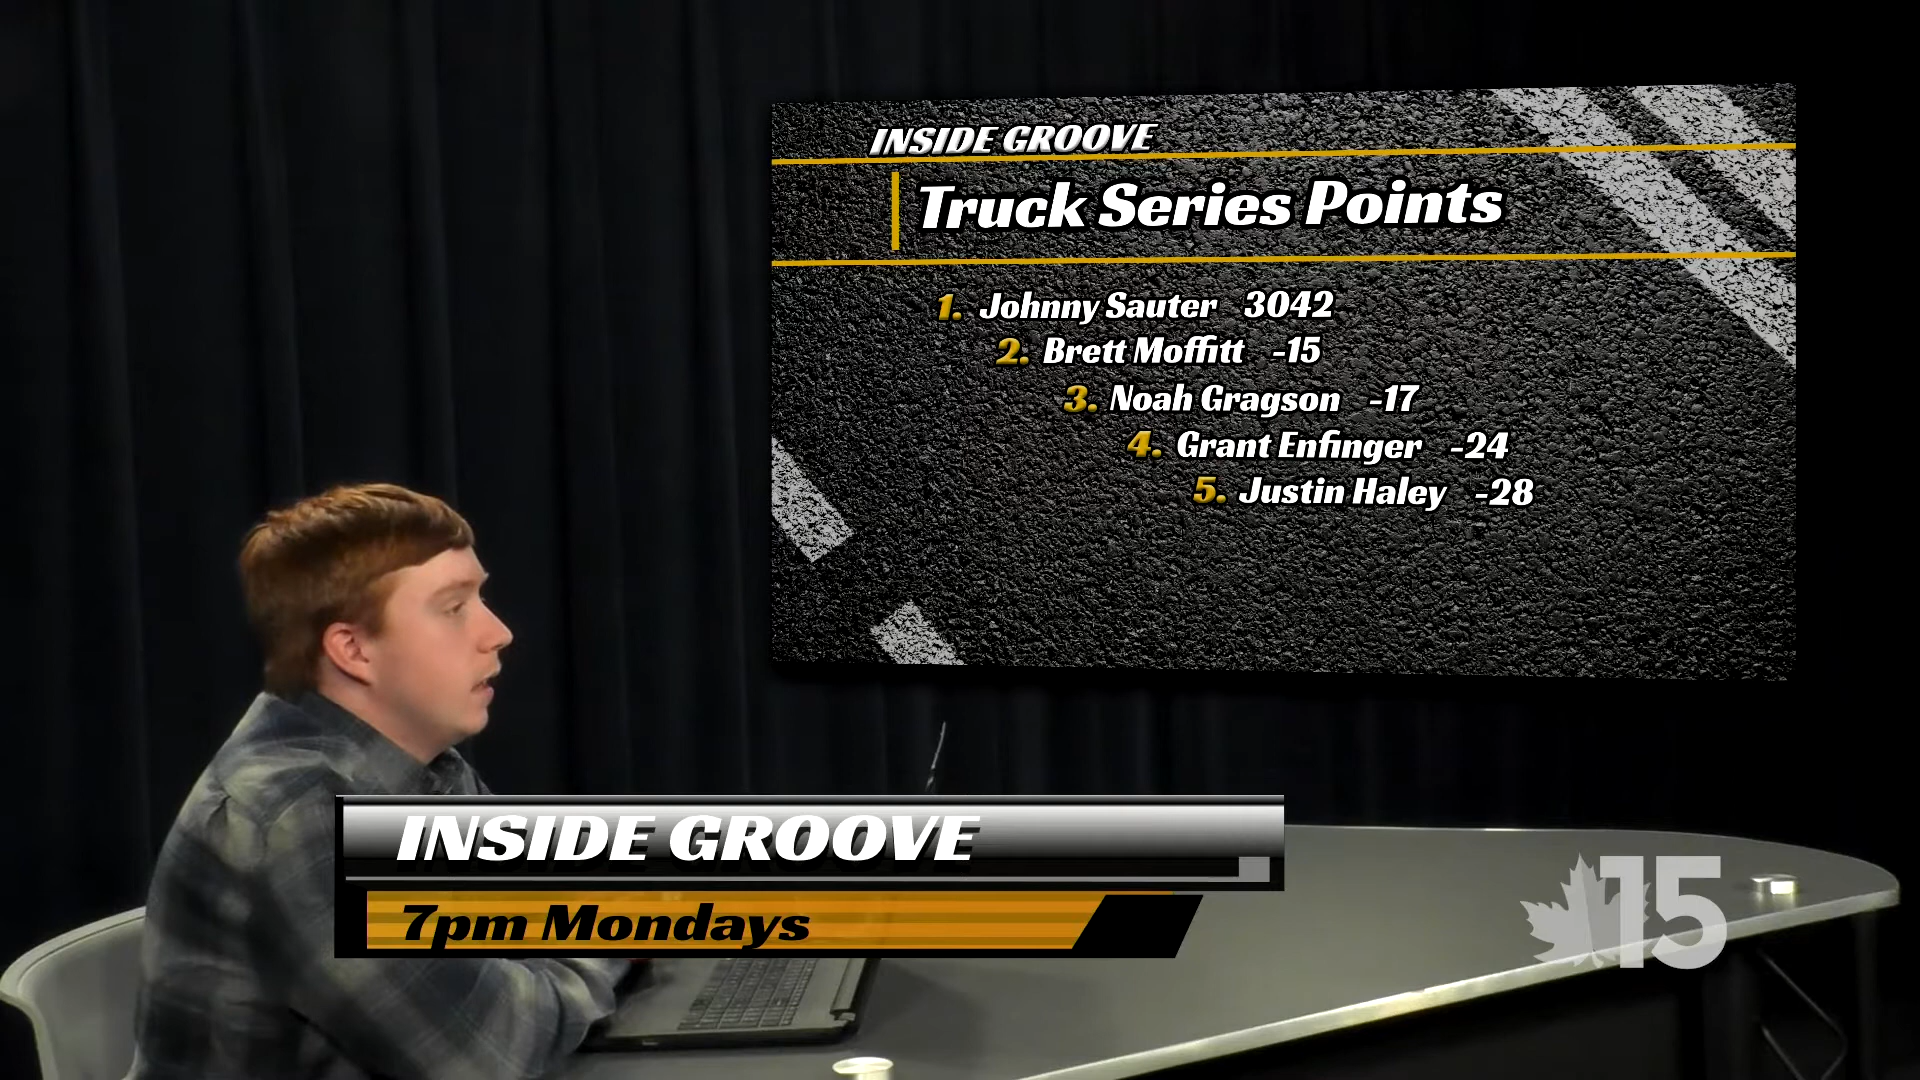 INSIDE GROOVE
Truck Series Points
1. Johnny Sauter 3042
2. Brett Moffitt -15
3. Noah Gragson -17
4. Grant Enfinger -24
5. Justin Haley -28
INSIDE GROOVE
7pm Mondays
15